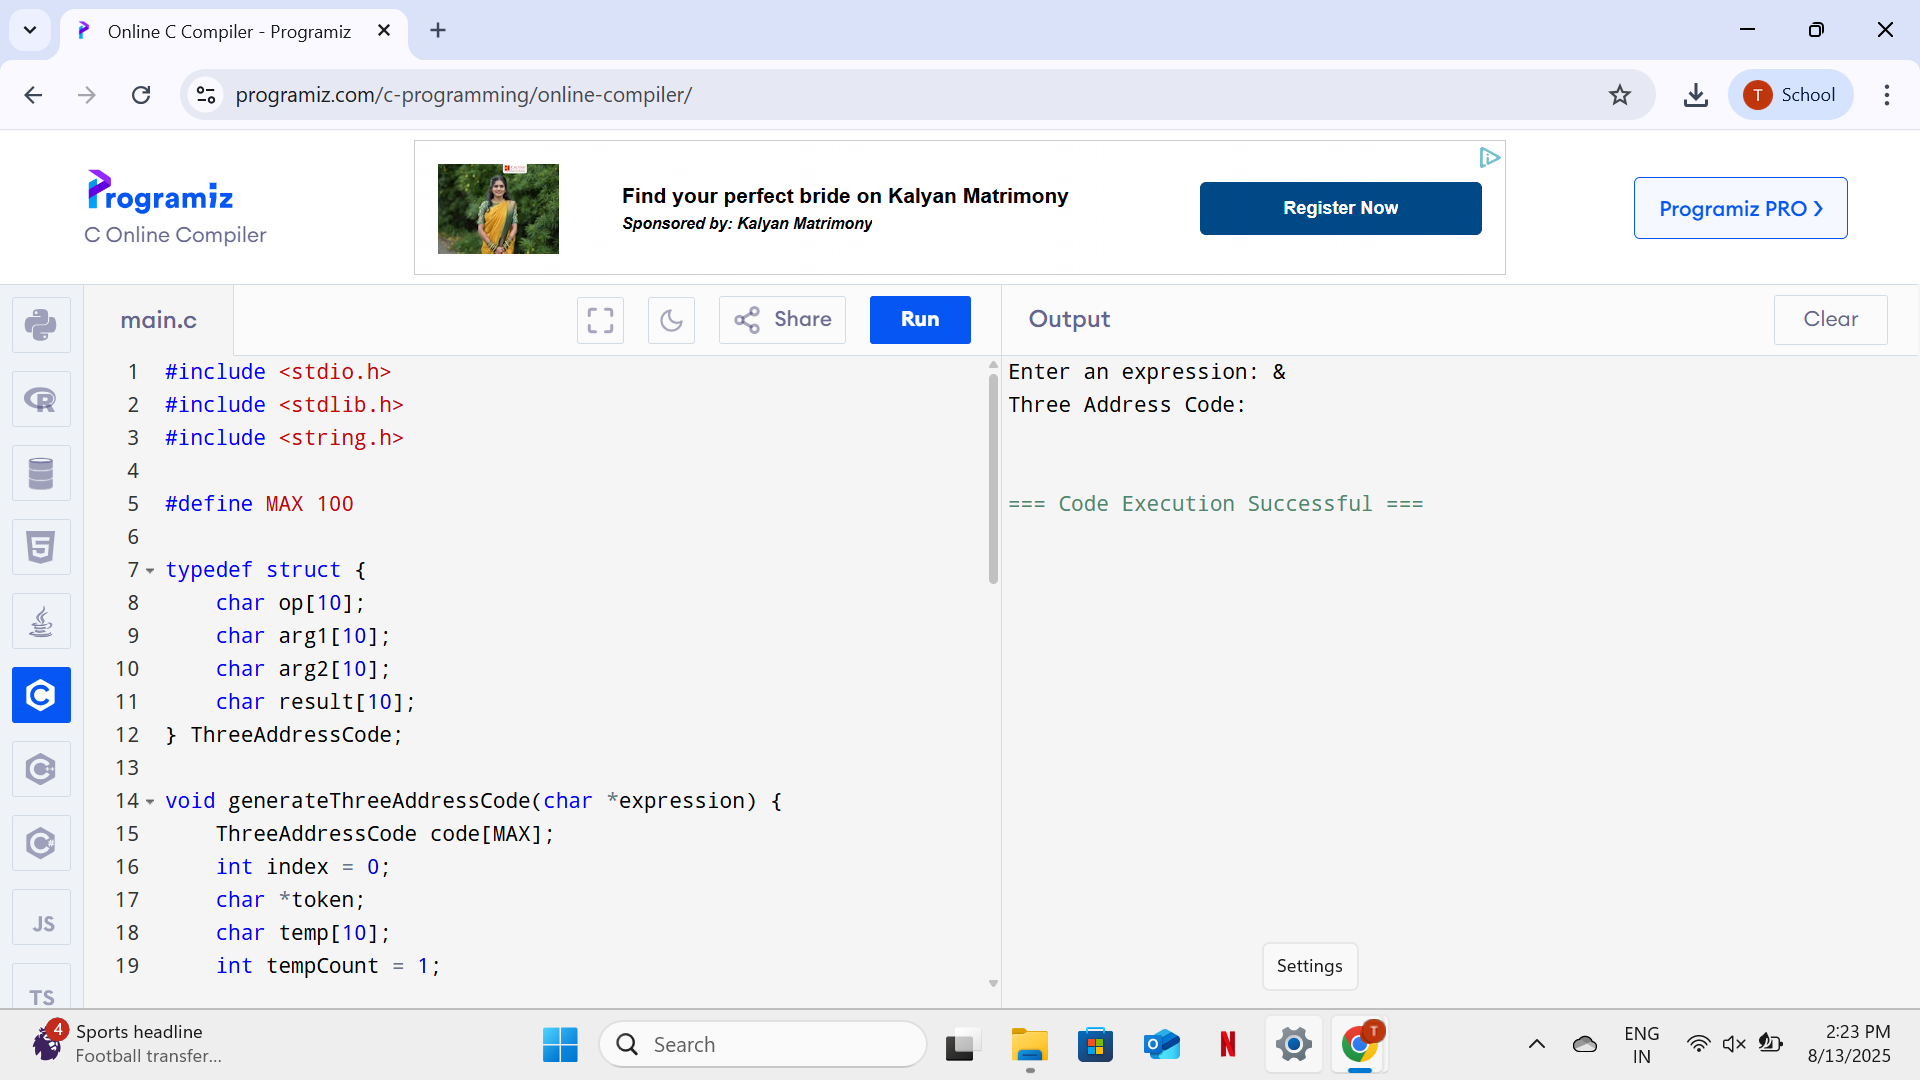 Online C Compiler - Programiz
programiz.com/c-programming/online-compiler/
T School
Programiz
C Online Compiler
Find your perfect bride on Kalyan Matrimony
Sponsored by: Kalyan Matrimony
Register Now
Programiz PRO
main.c
Share
Run
Output
Clear
1 #include <stdio.h>
2 #include <stdlib.h>
3 #include <string.h>
4
5 #define MAX 100
6
7 typedef struct {
8     char op[10];
9     char arg1[10];
10     char arg2[10];
11     char result[10];
12 } ThreeAddressCode;
13
14 void generateThreeAddressCode(char *expression) {
15     ThreeAddressCode code[MAX];
16     int index = 0;
17     char *token;
18     char temp[10];
19     int tempCount = 1;
Enter an expression: &
Three Address Code:
=== Code Execution Successful ===
JS
TS
Settings
4
Sports headline
Football transfer...
Search
T
ENG
IN
2:23 PM
8/13/2025